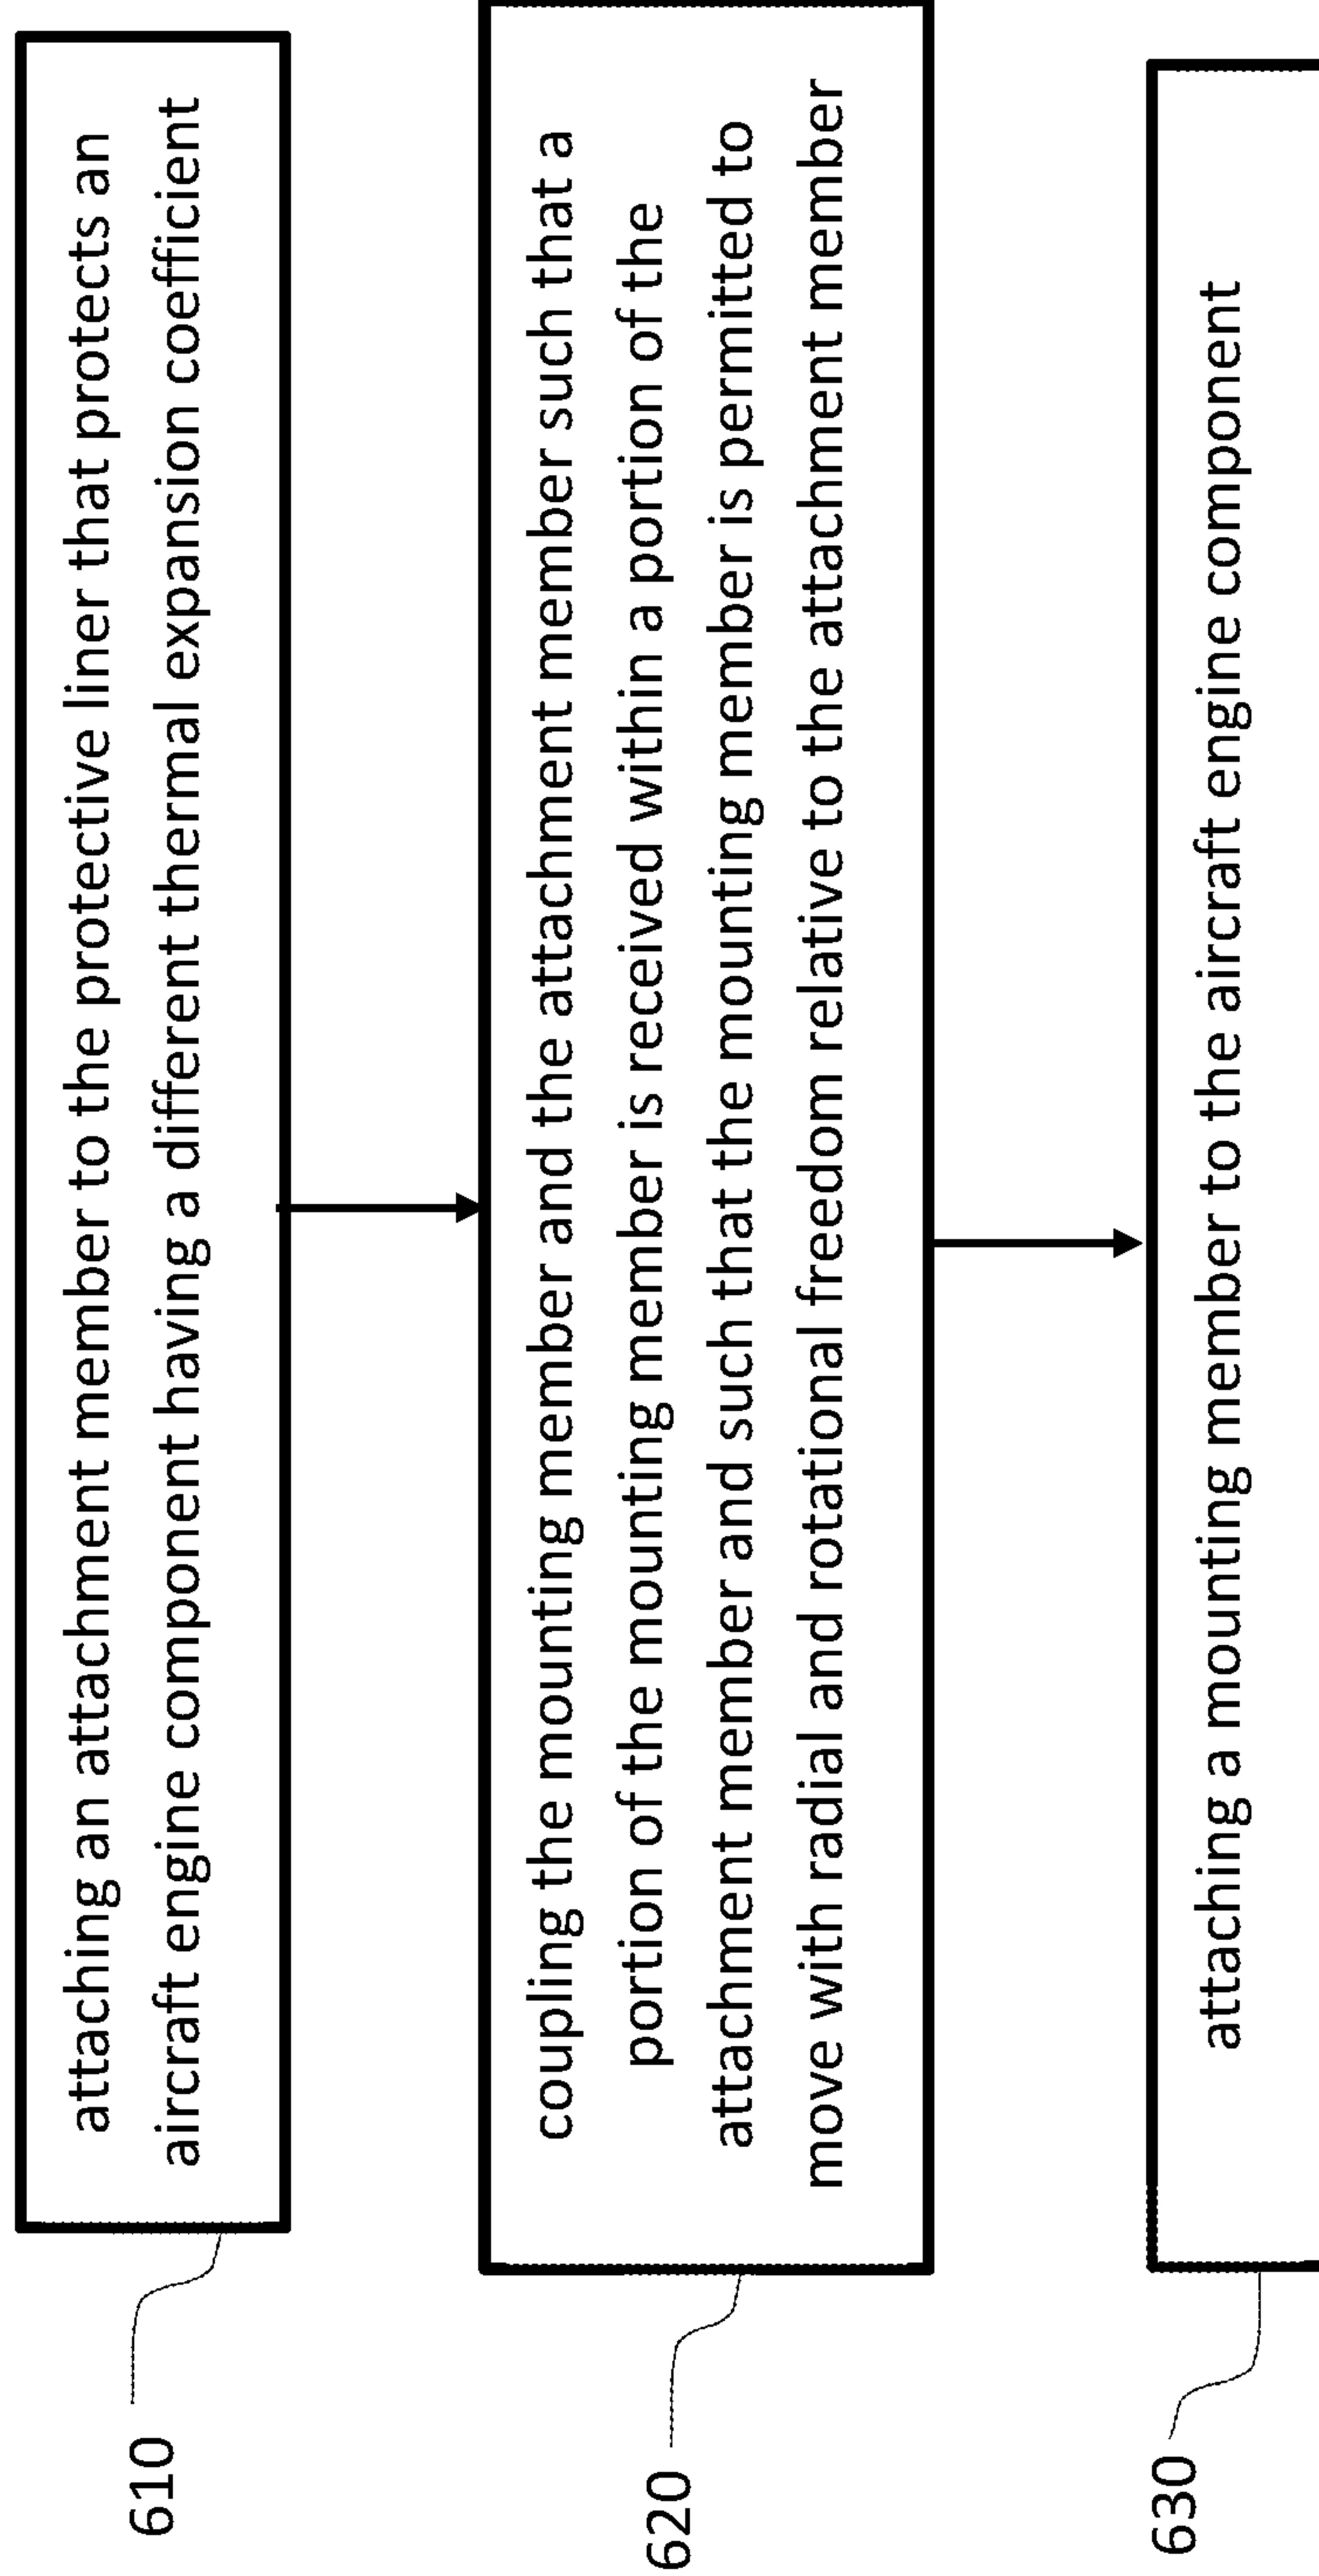 610
attaching an attachment member to the protective liner that protects an
aircraft engine component having a different thermal expansion coefficient
620
coupling the mounting member and the attachment member such that a
portion of the mounting member is received within a portion of the
attachment member and such that the mounting member is permitted to
move with radial and rotational freedom relative to the attachment member
630
attaching a mounting member to the aircraft engine component